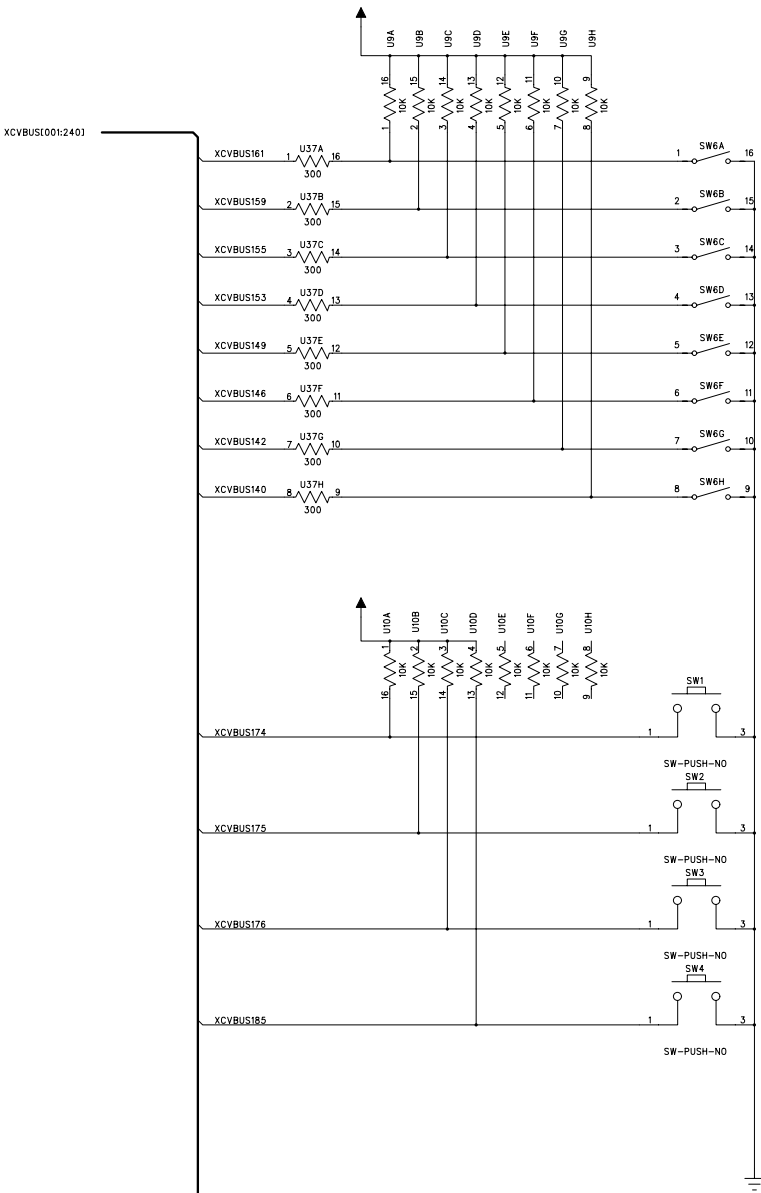 U9A U9B U9C U9D U9E U9F U9G U9H
16 15 14 13 12 11 10 9
10K 10K 10K 10K 10K 10K 10K 10K
1 2 3 4 5 6 7 8
XCVBUS[001:240]
XCVBUS161 1 U37A 16 300 1 SW6A 16
XCVBUS159 2 U37B 15 300 2 SW6B 15
XCVBUS155 3 U37C 14 300 3 SW6C 14
XCVBUS153 4 U37D 13 300 4 SW6D 13
XCVBUS149 5 U37E 12 300 5 SW6E 12
XCVBUS146 6 U37F 11 300 6 SW6F 11
XCVBUS142 7 U37G 10 300 7 SW6G 10
XCVBUS140 8 U37H 9 300 8 SW6H 9
U10A U10B U10C U10D U10E U10F U10G U10H
1 2 3 4 5 6 7 8
10K 10K 10K 10K 10K 10K 10K 10K
16 15 14 13 12 11 10 9
SW1
XCVBUS174 1 3
SW-PUSH-NO
SW2
XCVBUS175 1 3
SW-PUSH-NO
SW3
XCVBUS176 1 3
SW-PUSH-NO
SW4
XCVBUS185 1 3
SW-PUSH-NO